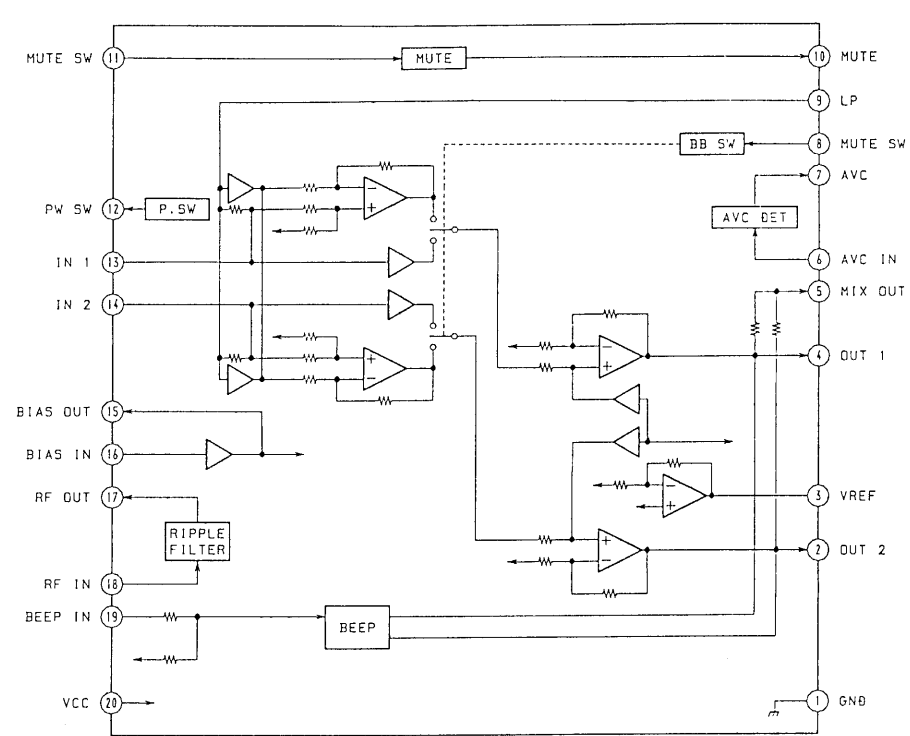 MUTE SW 11 MUTE 10 MUTE
9 LP
BB SW 8 MUTE SW
7 AVC
PW SW 12 P.SW AVC DET
IN 1 13 6 AVC IN
IN 2 14 5 MIX OUT
4 OUT 1
BIAS OUT 15
BIAS IN 16
RF OUT 17 3 VREF
RIPPLE
FILTER 2 OUT 2
RF IN 18
BEEP IN 19 BEEP
VCC 20 1 GND